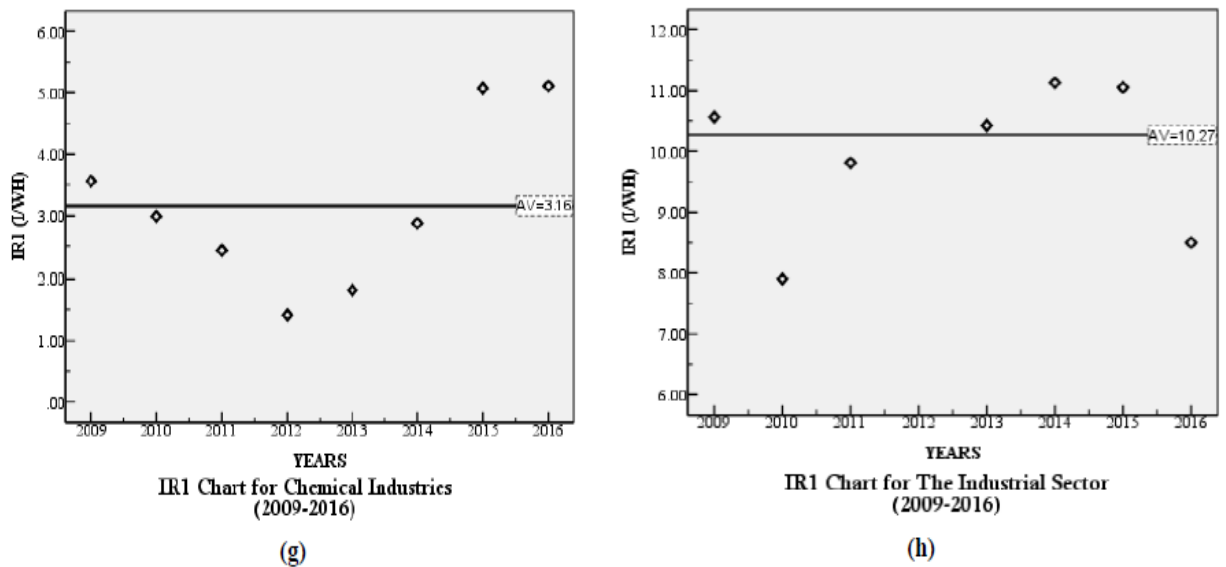 6.00
5.00
4.00
3.00
2.00
1.00
.00
IR1 (I/WH)
AV=3.16
2009 2010 2011 2012 2013 2014 2015 2016
YEARS
IR1 Chart for Chemical Industries
(2009-2016)
(g)
12.00
11.00
10.00
9.00
8.00
7.00
6.00
IR1 (I/WH)
AV=10.27
2009 2010 2011 2012 2013 2014 2015 2016
YEARS
IR1 Chart for The Industrial Sector
(2009-2016)
(h)